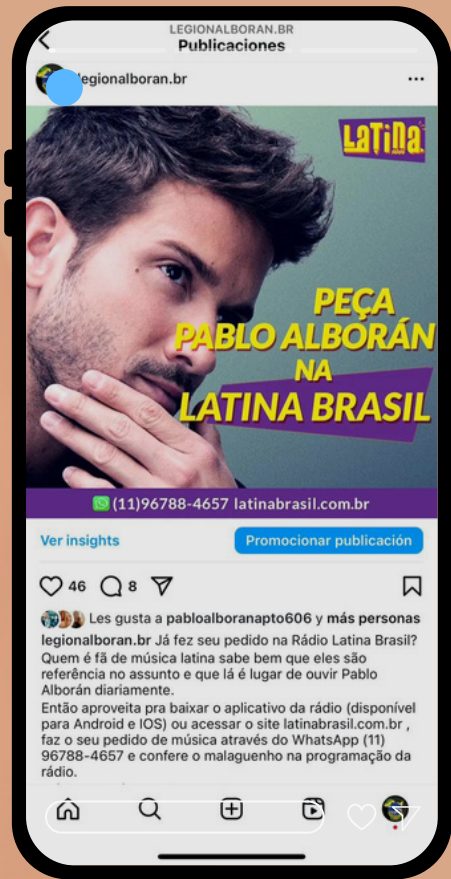 LEGIONALBORAN.BR
Publicaciones
legionalboran.br
LaTiNa
PEÇA
PABLO ALBORÁN
NA
LATINA BRASIL
(11)96788-4657 latinabrasil.com.br
Ver insights
Promocionar publicación
46 8
Les gusta a pabloalboranapto606 y más personas
legionalboran.br Já fez seu pedido na Rádio Latina Brasil?
Quem é fã de música latina sabe bem que eles são
referência no assunto e que lá é lugar de ouvir Pablo
Alborán diariamente.
Então aproveita pra baixar o aplicativo da rádio (disponível
para Android e IOS) ou acessar o site latinabrasil.com.br ,
faz o seu pedido de música através do WhatsApp (11)
96788-4657 e confere o malaguenho na programação da
rádio.